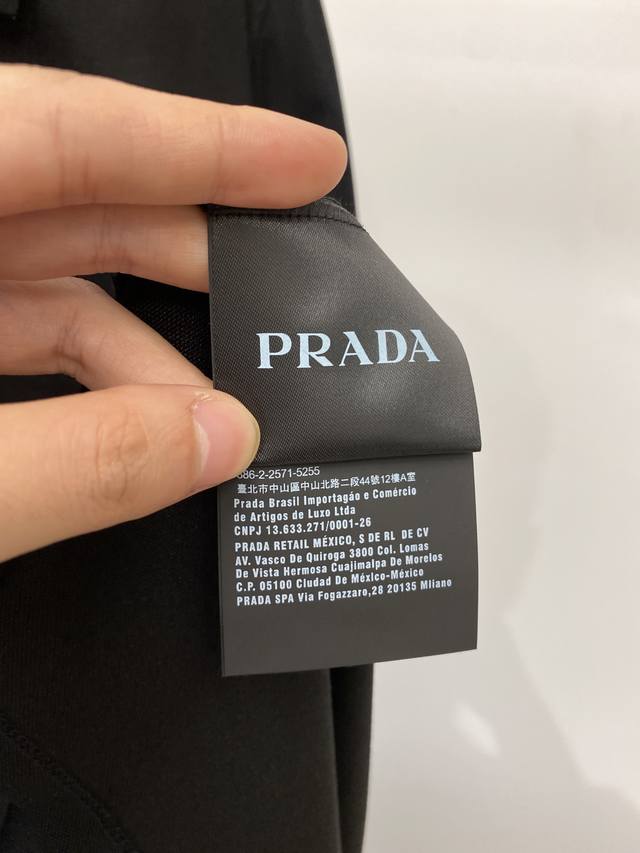 PRADA
886-2-2571-5255
臺北市中山區中山北路二段44號12樓A室
Prada Brasil Importagáo e Comércio
de Artigos de Luxo Ltda
CNPJ 13.633.271/0001-26
PRADA RETAIL MÉXICO, S DE RL DE CV
AV. Vasco De Quiroga 3800 Col. Lomas
De Vista Hermosa Cuajimalpa De Morelos
C.P. 05100 Cludad De México-México
PRADA SPA Via Fogazzaro,28 20135 Mliano